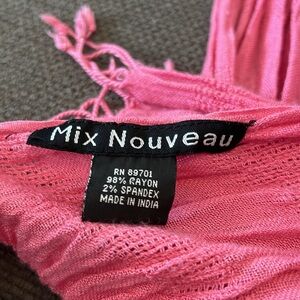 Mix Nouveau
RN 89701
98% RAYON
2% SPANDEX
MADE IN INDIA